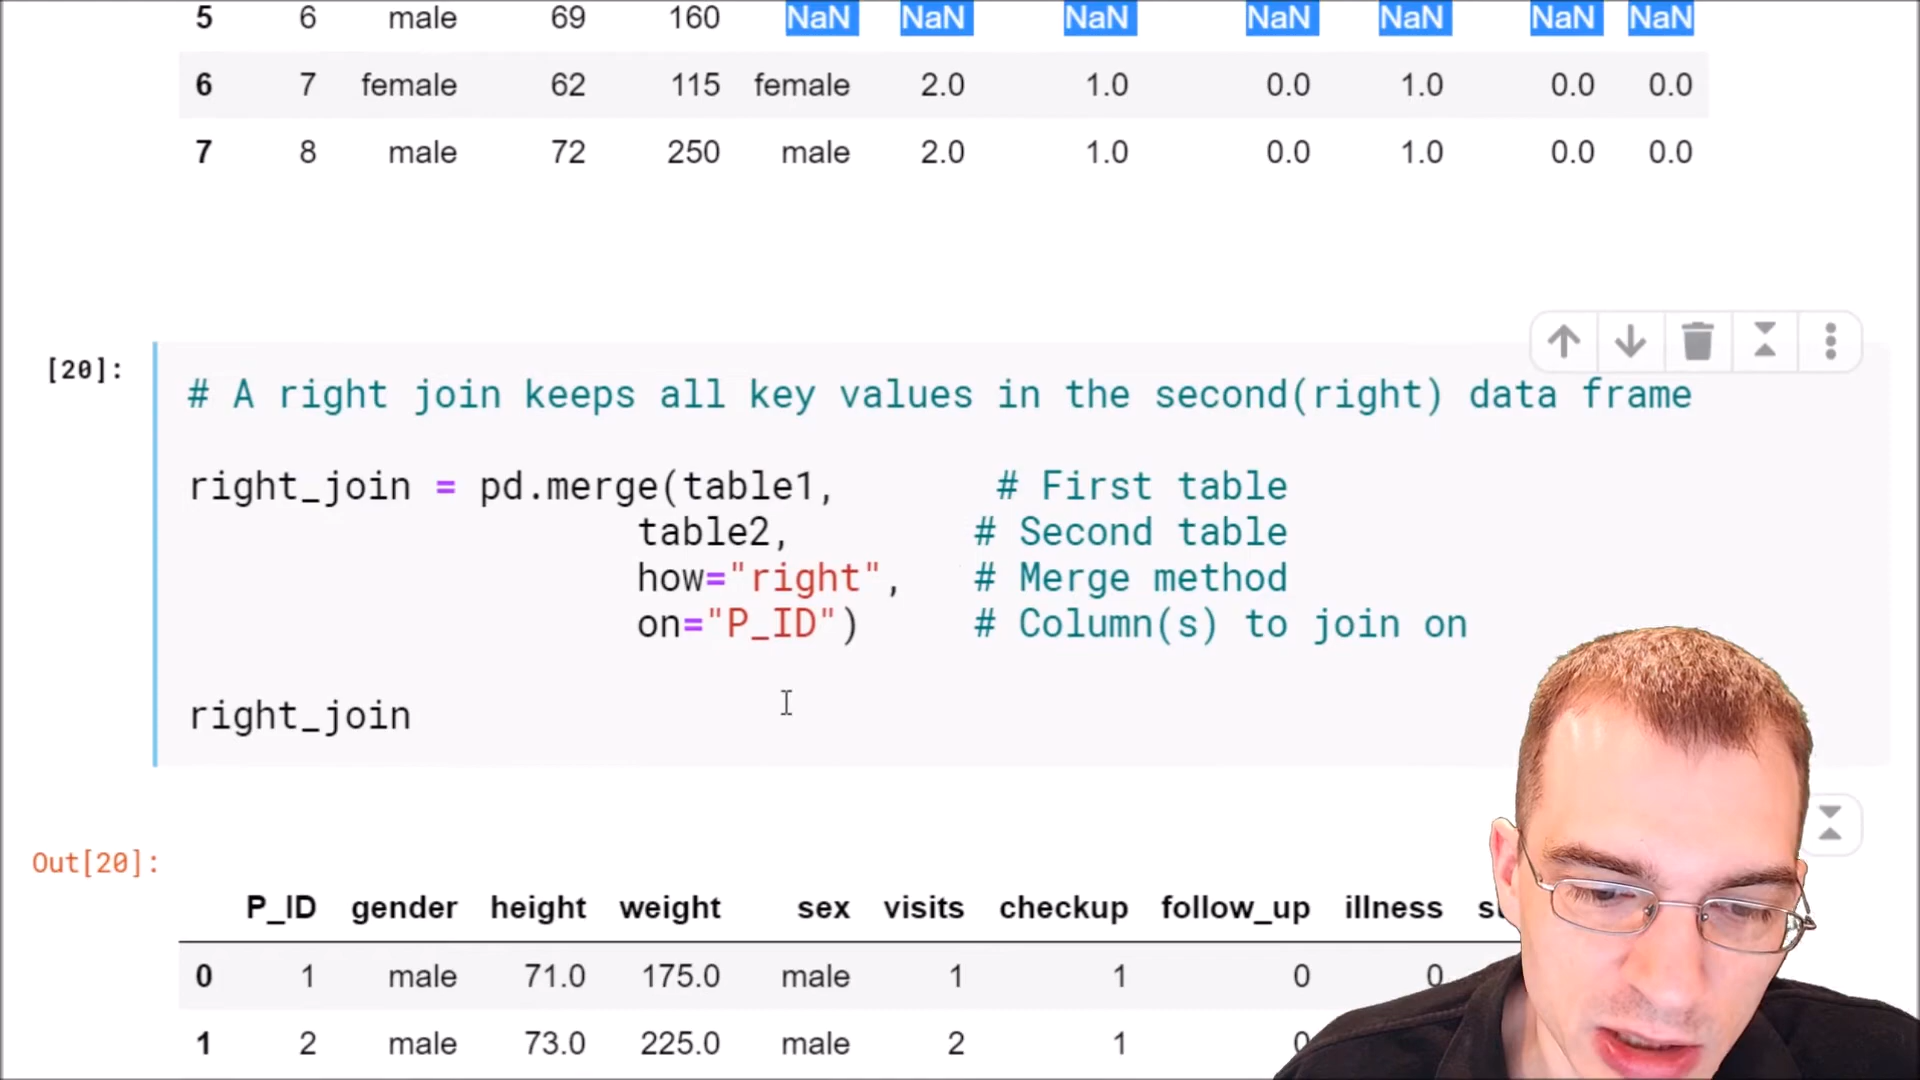 5 6 male 69 160 NaN NaN NaN NaN NaN NaN NaN
6 7 female 62 115 female 2.0 1.0 0.0 1.0 0.0 0.0
7 8 male 72 250 male 2.0 1.0 0.0 1.0 0.0 0.0
[20]:
# A right join keeps all key values in the second(right) data frame
right_join = pd.merge(table1, # First table
table2, # Second table
how="right", # Merge method
on="P_ID") # Column(s) to join on
right_join
Out[20]:
P_ID gender height weight sex visits checkup follow_up illness
0 1 male 71.0 175.0 male 1 1 0 0
1 2 male 73.0 225.0 male 2 1 0